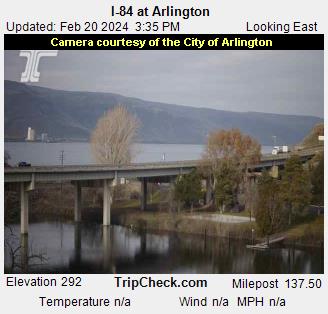 I-84 at Arlington
Updated: Feb 20 2024 3:35 PM Looking East
Camera courtesy of the City of Arlington
Elevation 292 TripCheck.com Milepost 137.50
Temperature n/a Wind n/a MPH n/a